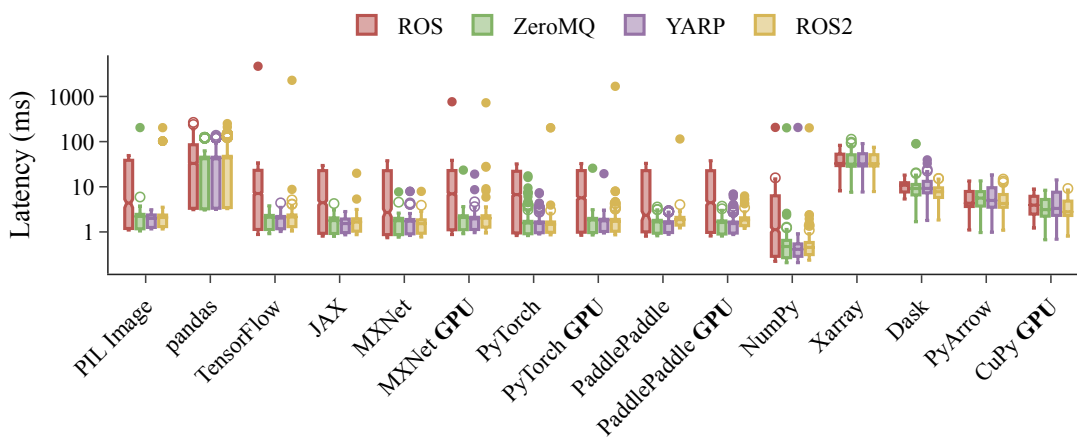 ROS ZeroMQ YARP ROS2
Latency (ms)
1000
100
10
1
PIL Image
pandas
TensorFlow
JAX
MXNet
MXNet GPU
PyTorch
PyTorch GPU
PaddlePaddle
PaddlePaddle GPU
NumPy
Xarray
Dask
PyArrow
CuPy GPU